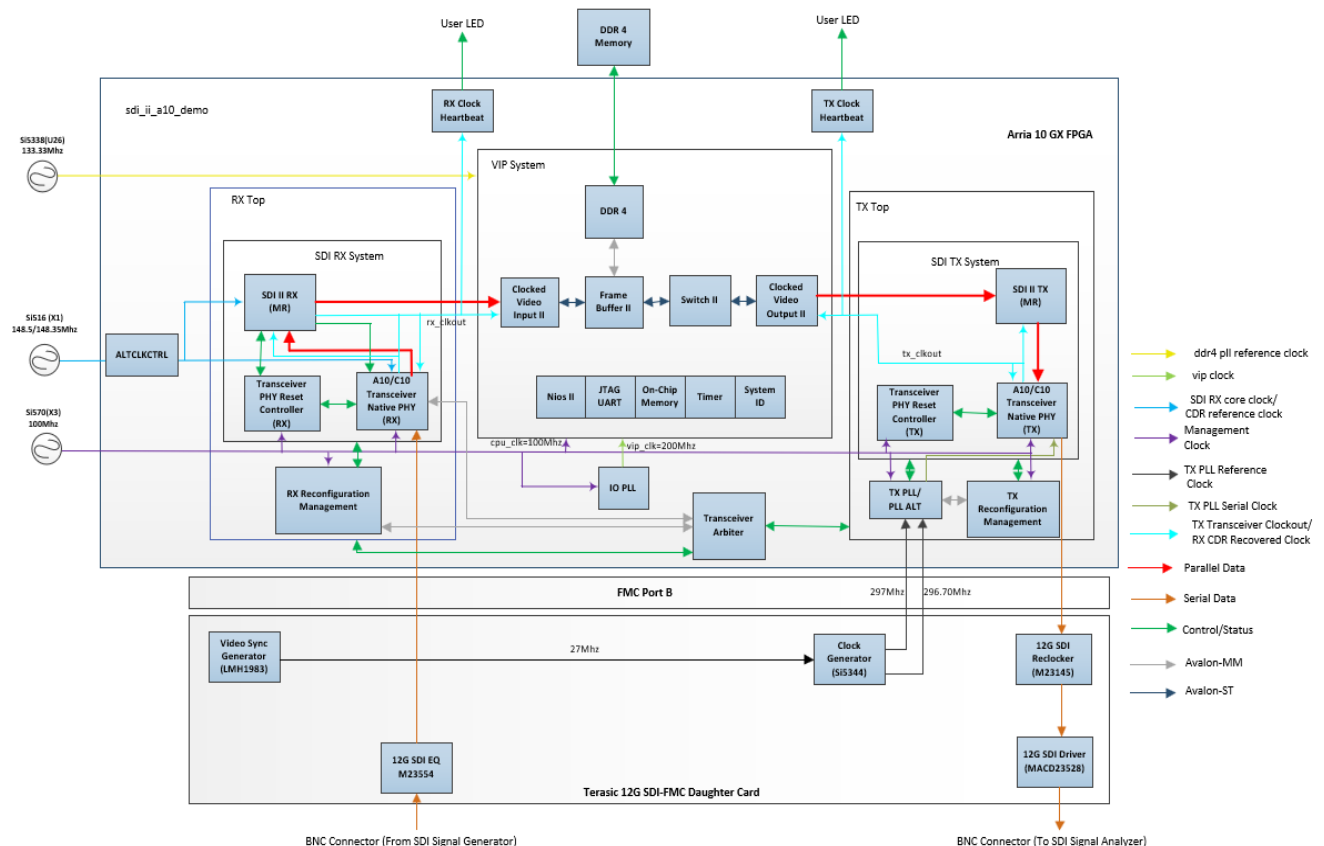 User LED
User LED
DDR 4
Memory
sdi_ii_a10_demo
RX Clock
Heartbeat
TX Clock
Heartbeat
Arria 10 GX FPGA
Si5338(U26)
133.33Mhz
VIP System
RX Top
TX Top
DDR 4
SDI RX System
SDI TX System
SDI II RX
(MR)
Clocked
Video
Input II
Frame
Buffer II
Switch II
Clocked
Video
Output II
SDI II TX
(MR)
Si516 (X1)
148.5/148.35Mhz
rx_clkout
tx_clkout
ALTCLKCTRL
Transceiver
PHY Reset
Controller
(RX)
A10/C10
Transceiver
Native PHY
(RX)
Nios II
JTAG
UART
On-Chip
Memory
Timer
System
ID
Transceiver
PHY Reset
Controller
(TX)
A10/C10
Transceiver
Native PHY
(TX)
Si570(X3)
100Mhz
cpu_clk=100Mhz
vip_clk=200Mhz
RX Reconfiguration
Management
IO PLL
Transceiver
Arbiter
TX PLL/
PLL ALT
TX
Reconfiguration
Management
ddr4 pll reference clock
vip clock
SDI RX core clock/
CDR reference clock
Management
Clock
TX PLL Reference
Clock
TX PLL Serial Clock
TX Transceiver Clockout/
RX CDR Recovered Clock
Parallel Data
Serial Data
Control/Status
Avalon-MM
Avalon-ST
FMC Port B
297Mhz
296.70Mhz
Video Sync
Generator
(LMH1983)
27Mhz
Clock
Generator
(Si5344)
12G SDI
Reclocker
(M23145)
12G SDI EQ
M23554
12G SDI Driver
(MACD23528)
Terasic 12G SDI-FMC Daughter Card
BNC Connector (From SDI Signal Generator)
BNC Connector (To SDI Signal Analyzer)